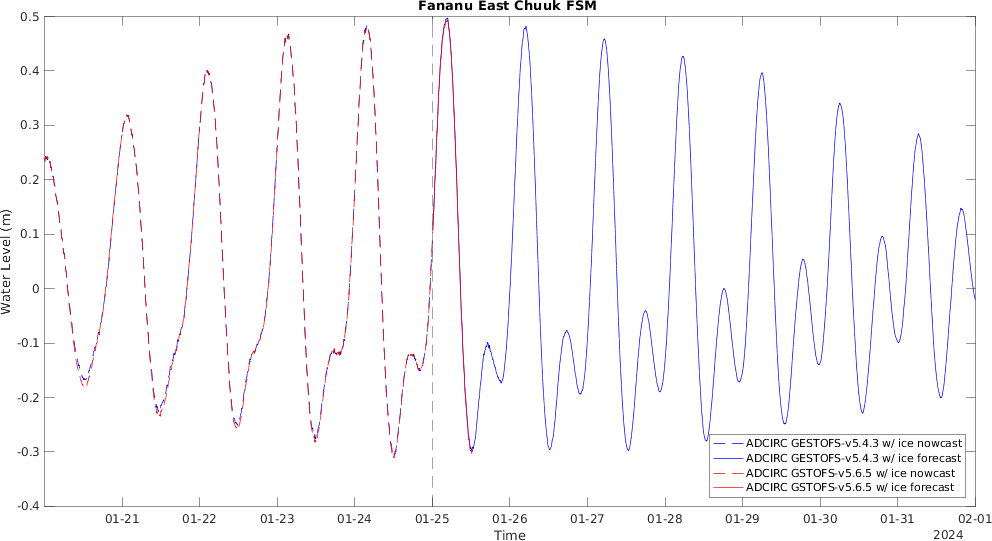 Fananu East Chuuk FSM
0.5
0.4
0.3
0.2
0.1
0
-0.1
-0.2
-0.3
-0.4
Water Level (m)
01-21 01-22 01-23 01-24 01-25 01-26 01-27 01-28 01-29 01-30 01-31 02-01
Time
2024
ADCIRC GESTOFS-v5.4.3 w/ ice nowcast
ADCIRC GESTOFS-v5.4.3 w/ ice forecast
ADCIRC GSTOFS-v5.6.5 w/ ice nowcast
ADCIRC GSTOFS-v5.6.5 w/ ice forecast